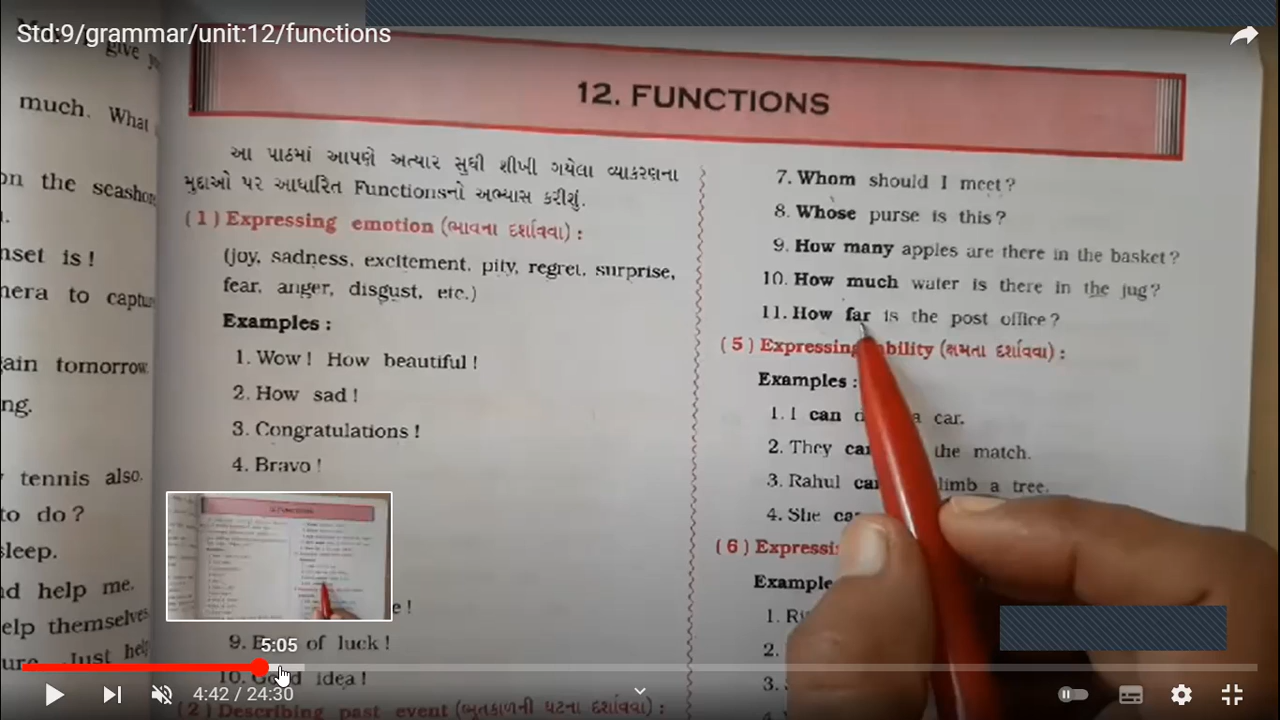 Std:9/grammar/unit:12/functions
give
much. What
on the seashore
nset is !
nera to captu
gain tomorrow.
ng.
tennis also.
to do ?
sleep.
nd help me.
elp themselves
ure. Just help
12. FUNCTIONS
આ પાઠમાં આપણે અત્યાર સુધી શીખી ગયેલા વ્યાકરણના
મુદ્દાઓ પર આધારિત Functionsનો અભ્યાસ કરીશું.
( 1 ) Expressing emotion (ભાવના દર્શાવવા) :
(joy, sadness, excitement, pity, regret, surprise,
fear, anger, disgust, etc.)
Examples :
1. Wow ! How beautiful !
2. How sad !
3. Congratulations !
4. Bravo !
e !
9. B of luck !
10. Good idea !
( 2 ) Describing past event (ભૂતકાળની ઘટના દર્શાવવા) :
7. Whom should I meet ?
8. Whose purse is this ?
9. How many apples are there in the basket ?
10. How much water is there in the jug ?
11. How far is the post office ?
( 5 ) Expressing ability (ક્ષમતા દર્શાવવા) :
Examples :
1. I can d a car.
2. They ca the match.
3. Rahul ca limb a tree.
4. She ca
( 6 ) Expressi
Example
1. Ri
2.
3.
5:05
4:42 / 24:30